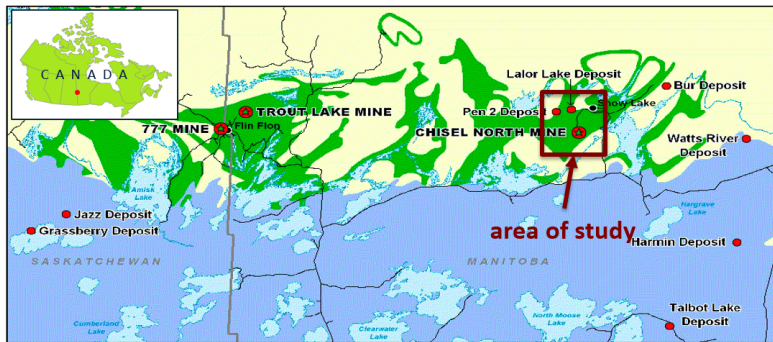 CANADA
Lalor Lake Deposit
Bur Deposit
TROUT LAKE MINE
Pen 2 Deposit
Snow Lake
777 MINE
Flin Flon
CHISEL NORTH MINE
Watts River
Deposit
Amisk
Lake
Jazz Deposit
Hargrave
Lake
Grassberry Deposit
area of study
Harmin Deposit
SASKATCHEWAN
MANITOBA
Talbot Lake
Deposit
Cumberland
Lake
Clearwater
Lake
North Moose
Lake